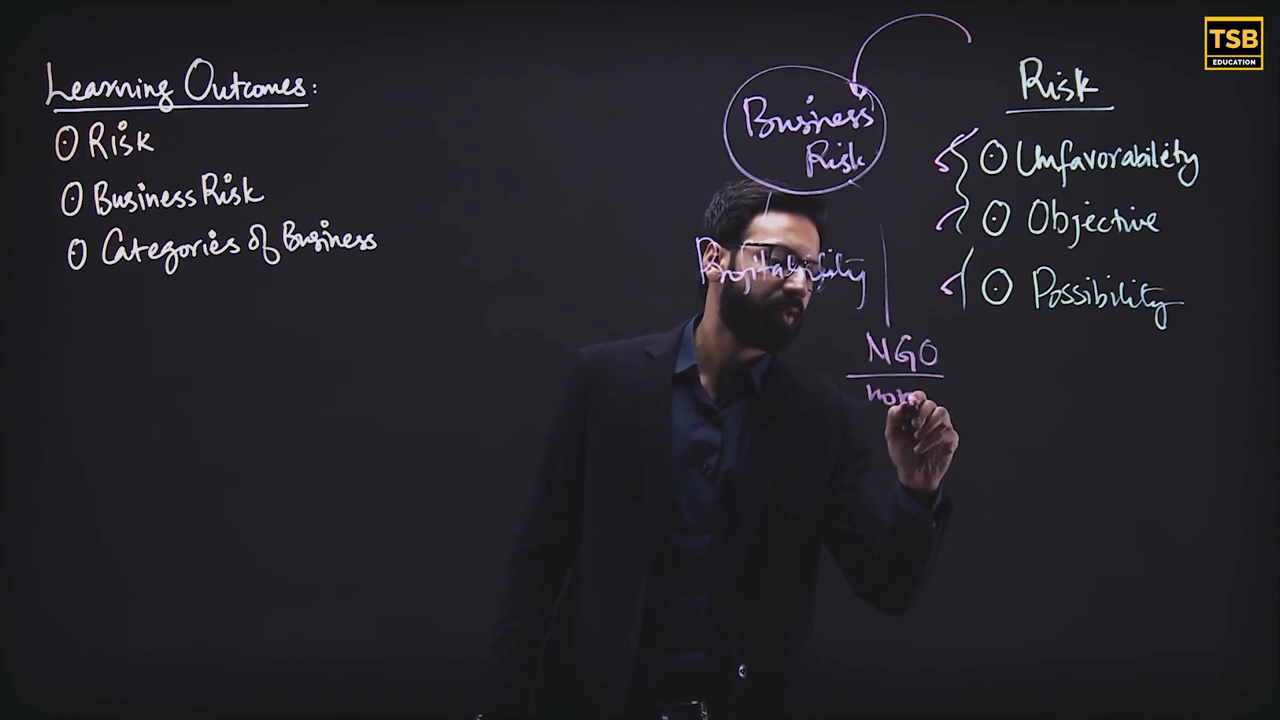 Learning Outcomes:
Risk
Business Risk
Categories of Business
Business
Risk
Profitability
NGO
Risk
Unfavorability
Objective
Possibility
TSB
EDUCATION